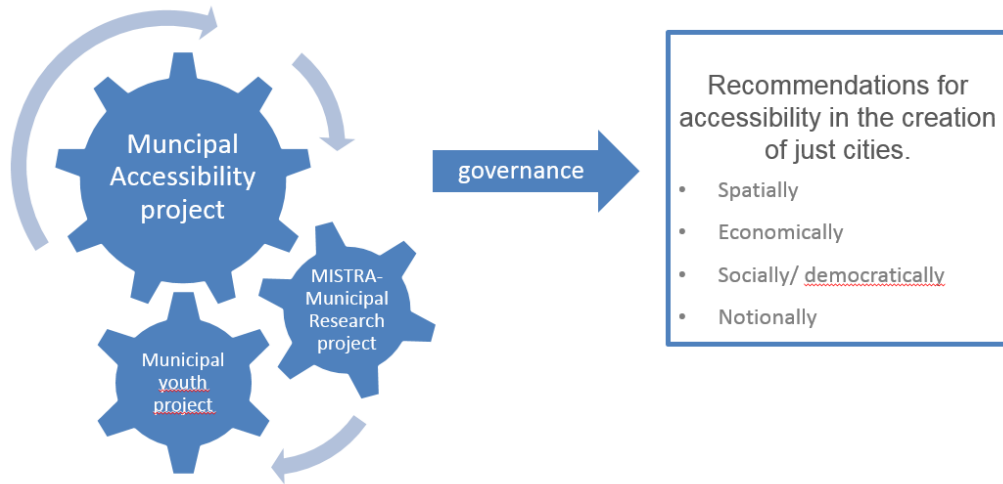 Muncipal
Accessibility
project
MISTRA-
Municipal
Research
project
Municipal
youth
project
governance
Recommendations for
accessibility in the creation
of just cities.
• Spatially
• Economically
• Socially/ democratically
• Notionally